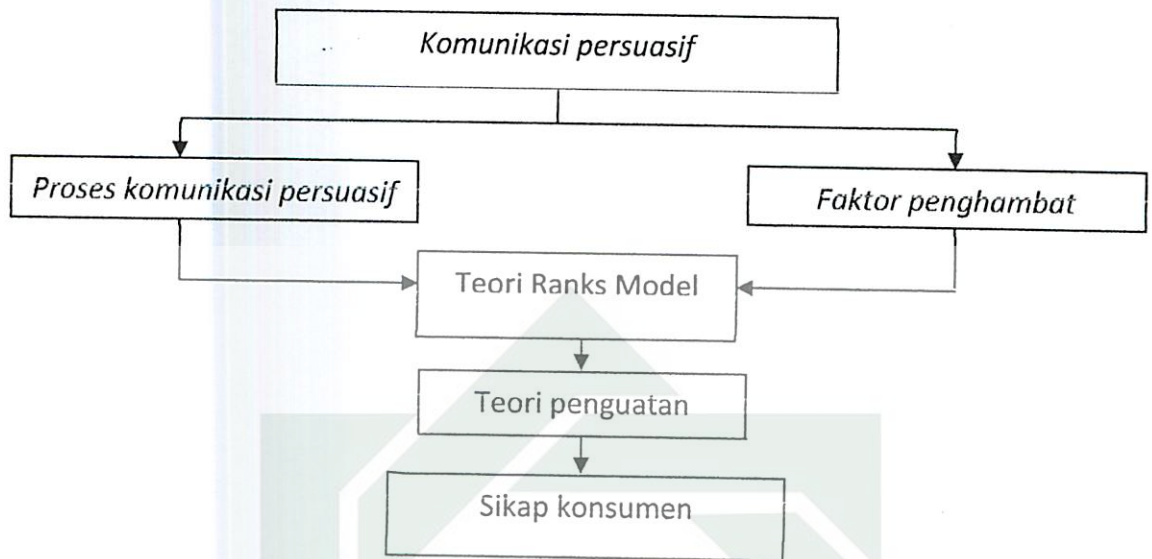 Komunikasi persuasif
Proses komunikasi persuasif
Faktor penghambat
Teori Ranks Model
Teori penguatan
Sikap konsumen